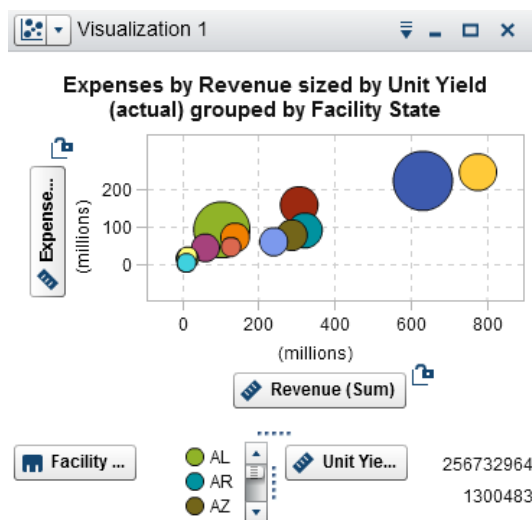 Visualization 1
Expenses by Revenue sized by Unit Yield
(actual) grouped by Facility State
Expense...
(millions)
200
100
0
0
200
400
600
800
(millions)
Revenue (Sum)
Facility ...
AL
AR
AZ
Unit Yie...
256732964
1300483